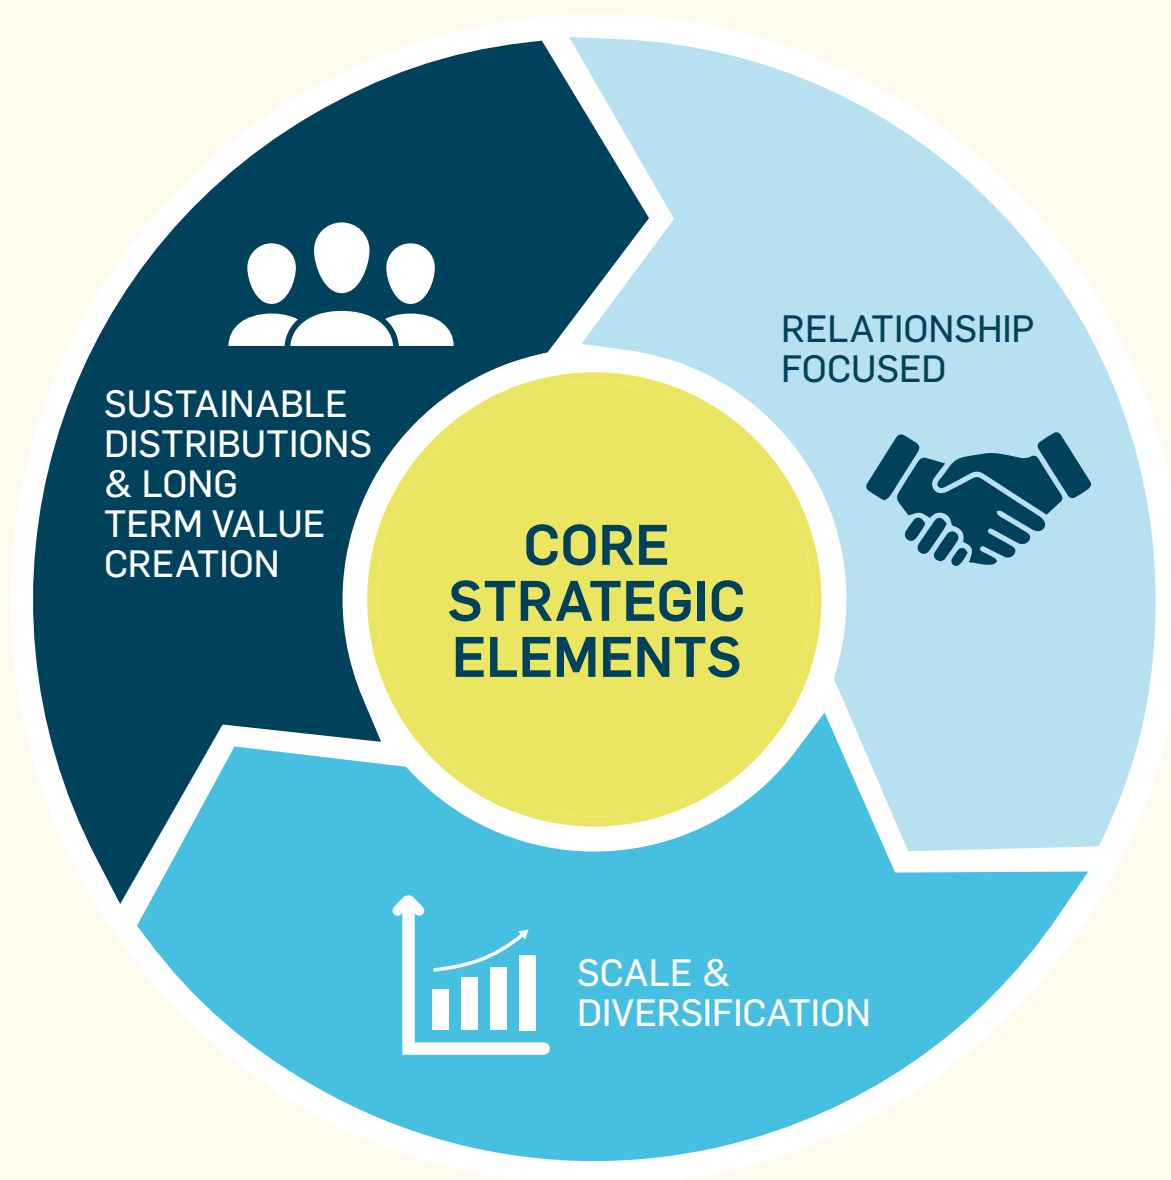 SUSTAINABLE
DISTRIBUTIONS
& LONG
TERM VALUE
CREATION
RELATIONSHIP
FOCUSED
CORE
STRATEGIC
ELEMENTS
SCALE &
DIVERSIFICATION